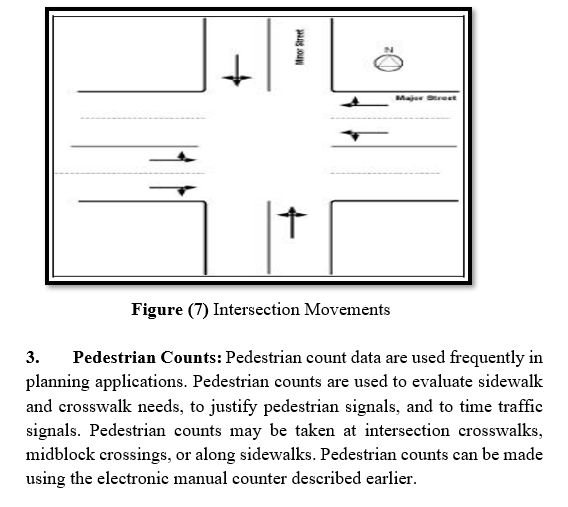 Minor Street
N
Major Street
Figure (7) Intersection Movements
3. Pedestrian Counts: Pedestrian count data are used frequently in
planning applications. Pedestrian counts are used to evaluate sidewalk
and crosswalk needs, to justify pedestrian signals, and to time traffic
signals. Pedestrian counts may be taken at intersection crosswalks,
midblock crossings, or along sidewalks. Pedestrian counts can be made
using the electronic manual counter described earlier.